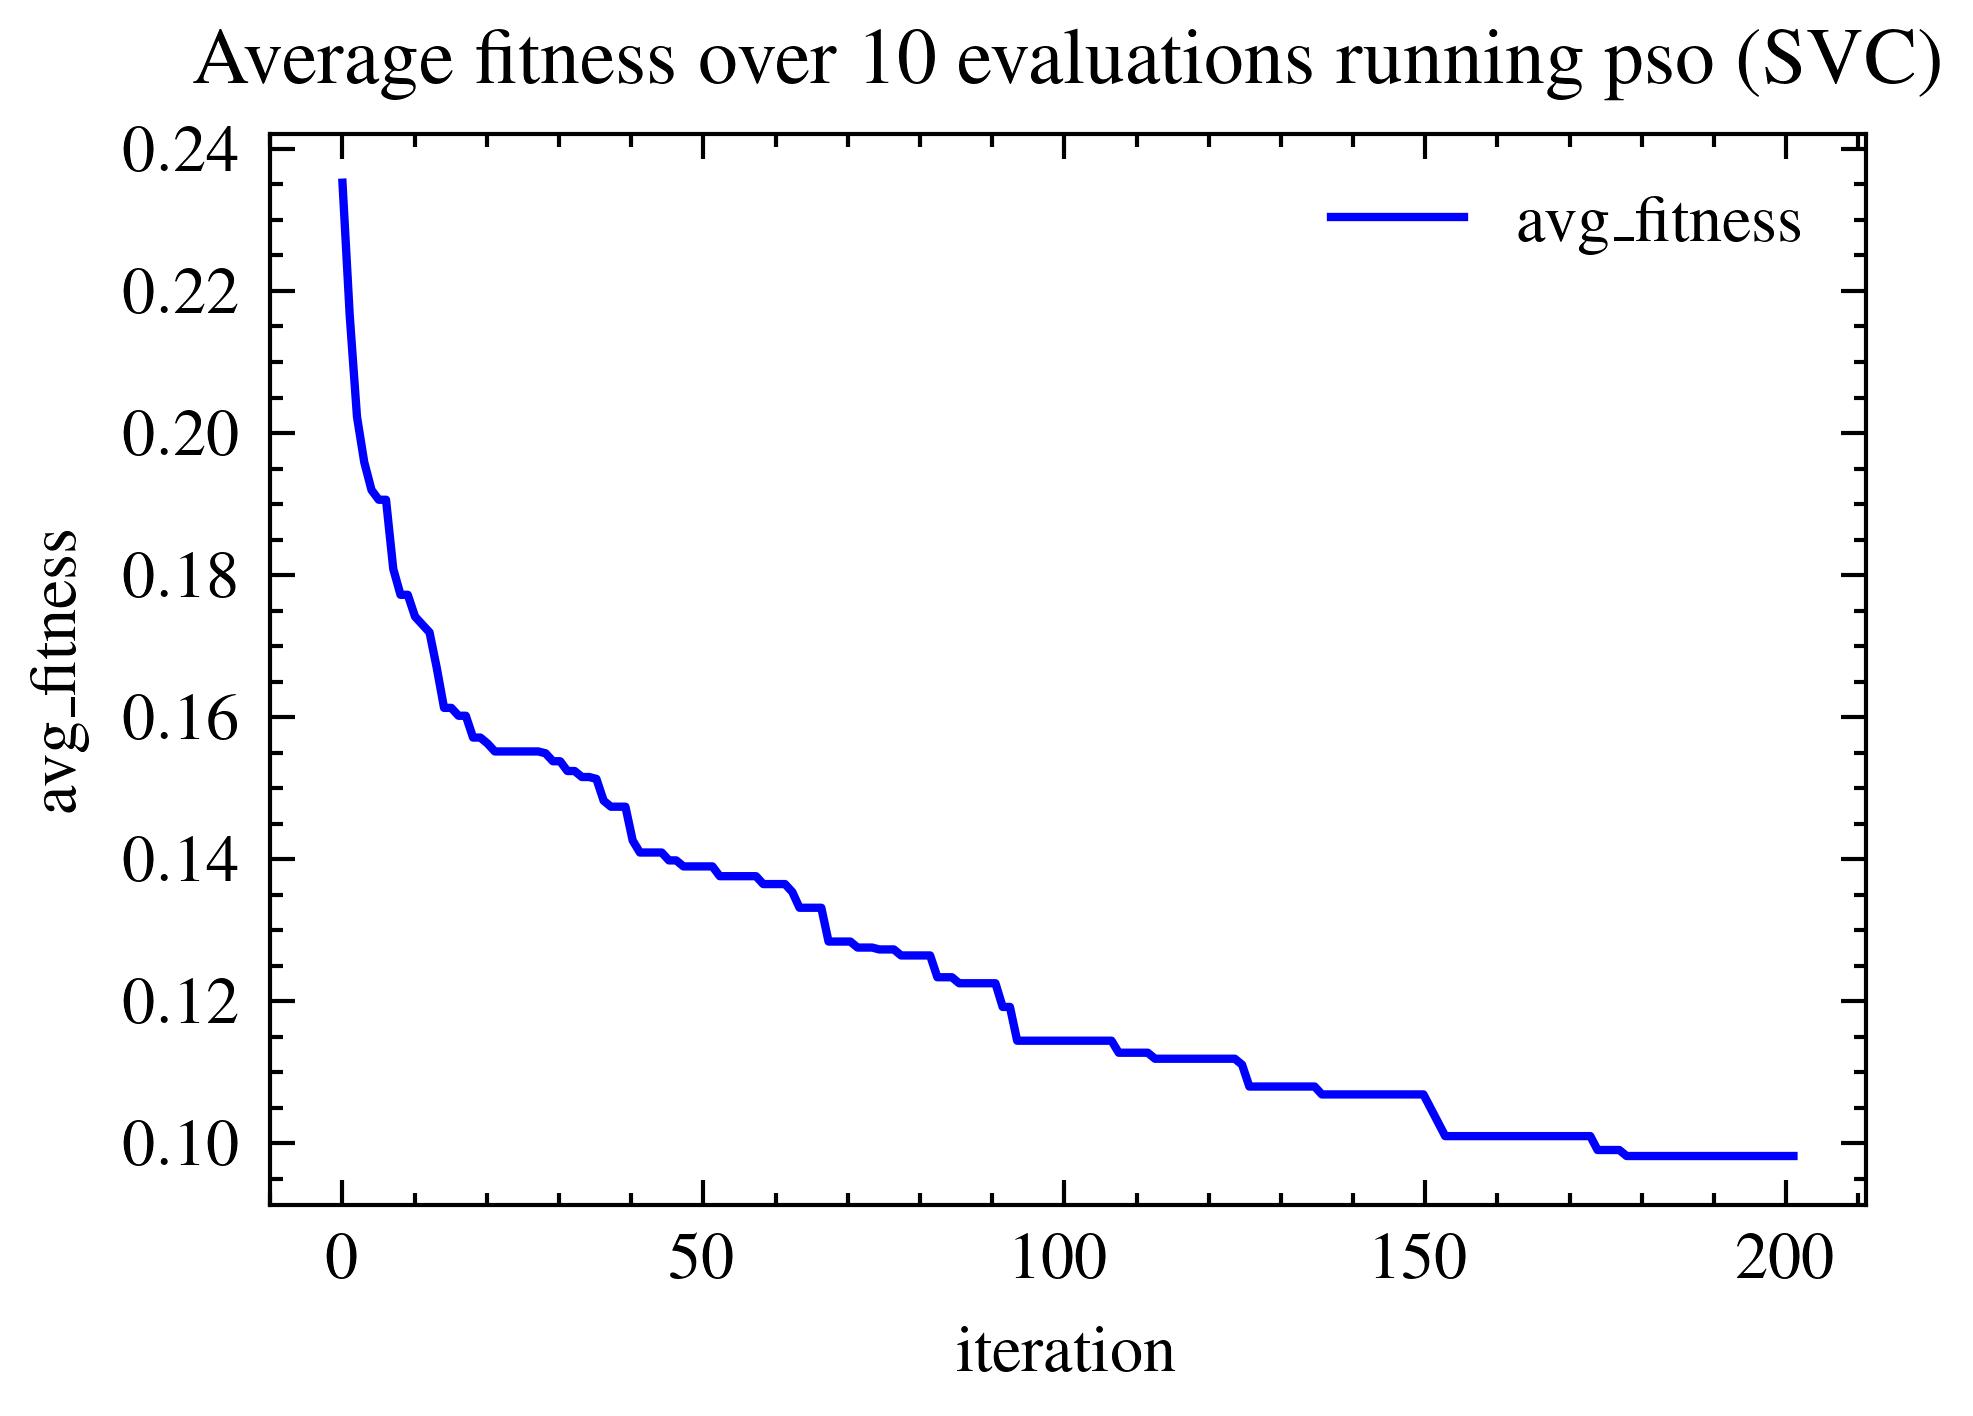 Average fitness over 10 evaluations running pso (SVC)
0.24
avg_fitness
0.22
0.20
0.18
0.16
0.14
0.12
0.10
avg_fitness
0 50 100 150 200
iteration